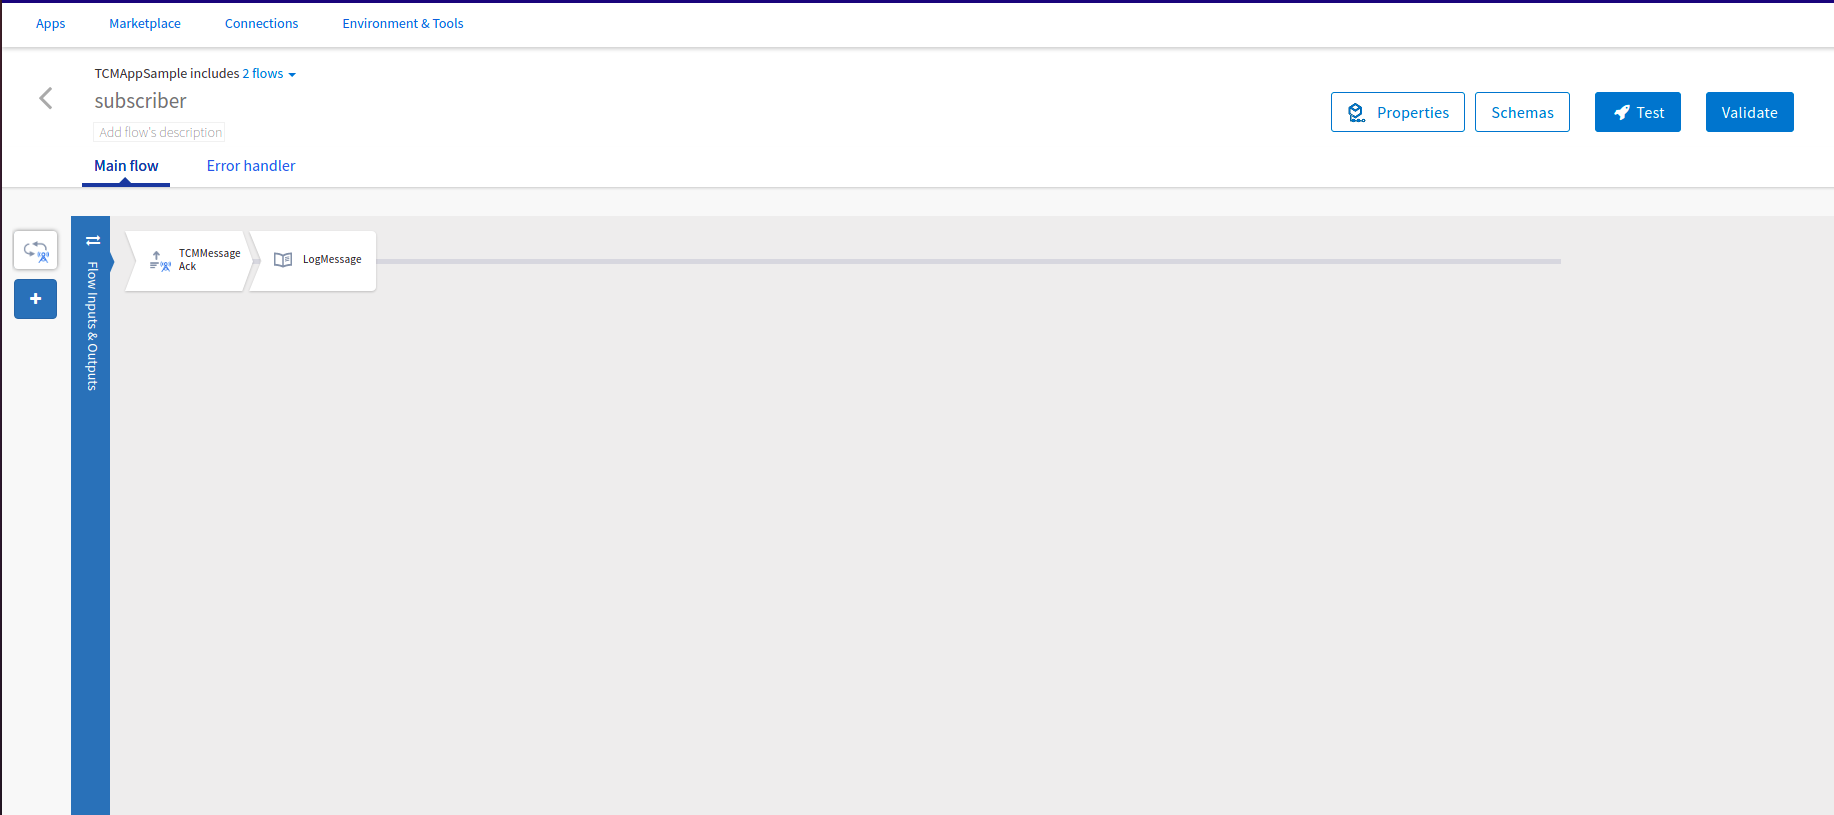 Apps Marketplace Connections Environment & Tools
TCMAppSample includes 2 flows
subscriber
Add flow's description
Properties Schemas Test Validate
Main flow Error handler
Flow Inputs & Outputs
TCMMessage
Ack
LogMessage